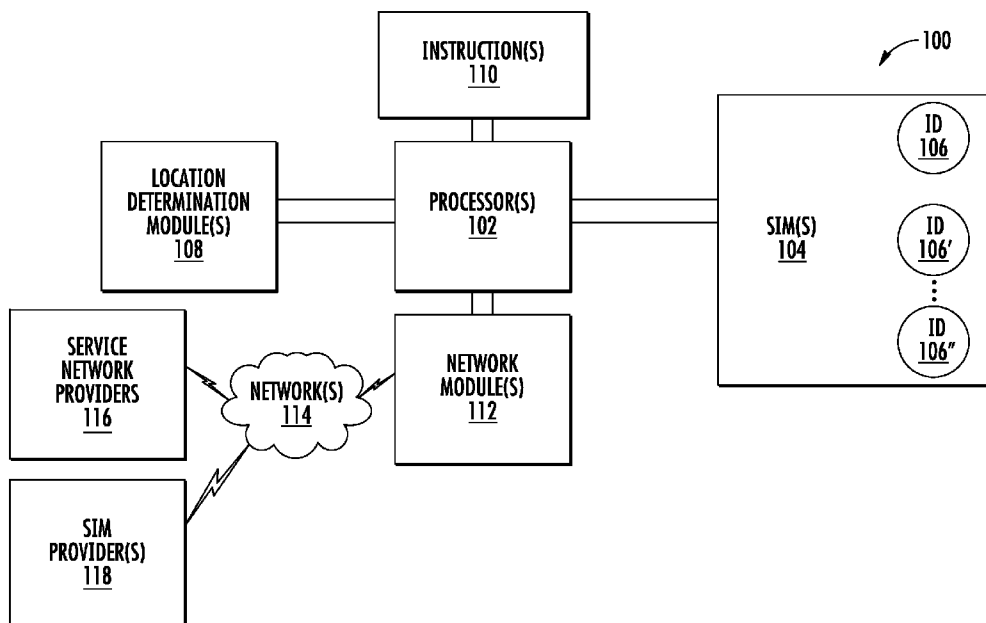 INSTRUCTION(S)
110
100
LOCATION
DETERMINATION
MODULE(S)
108
PROCESSOR(S)
102
SIM(S)
104
ID
106
ID
106'
ID
106"
SERVICE
NETWORK
PROVIDERS
116
NETWORK(S)
114
NETWORK
MODULE(S)
112
SIM
PROVIDER(S)
118